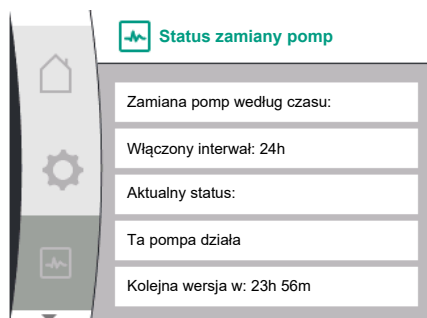 Status zamiany pomp
Zamiana pomp według czasu:
Włączony interwał: 24h
Aktualny status:
Ta pompa działa
Kolejna wersja w: 23h 56m